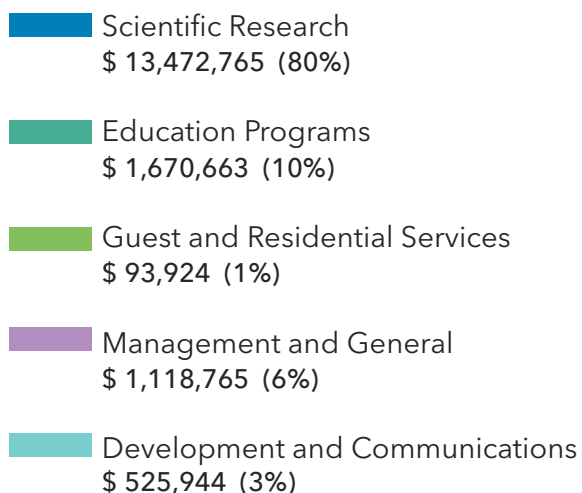 Scientific Research
$ 13,472,765 (80%)
Education Programs
$ 1,670,663 (10%)
Guest and Residential Services
$ 93,924 (1%)
Management and General
$ 1,118,765 (6%)
Development and Communications
$ 525,944 (3%)